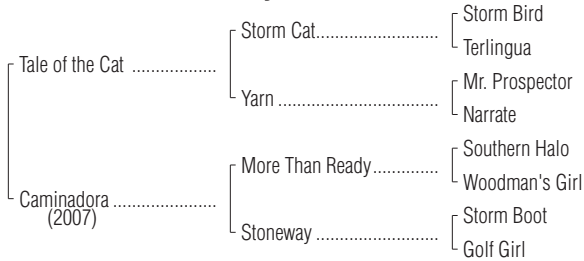 Storm Bird
Storm Cat
Terlingua
Tale of the Cat
Mr. Prospector
Yarn
Narrate
Southern Halo
More Than Ready
Woodman's Girl
Caminadora
(2007)
Storm Boot
Stoneway
Golf Girl